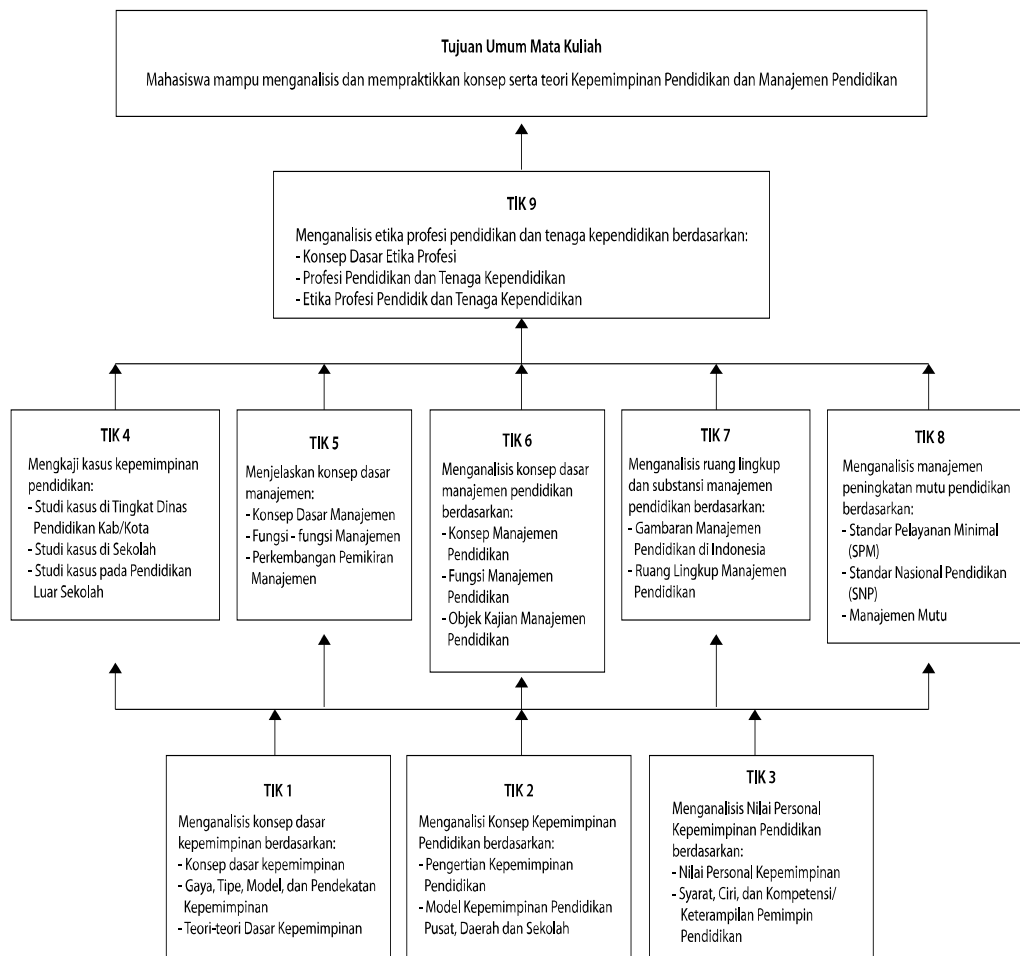 Tujuan Umum Mata Kuliah
Mahasiswa mampu menganalisis dan mempraktikkan konsep serta teori Kepemimpinan Pendidikan dan Manajemen Pendidikan
TIK 9
Menganalisis etika profesi pendidikan dan tenaga kependidikan berdasarkan:
- Konsep Dasar Etika Profesi
- Profesi Pendidikan dan Tenaga Kependidikan
- Etika Profesi Pendidik dan Tenaga Kependidikan
TIK 4
Mengkaji kasus kepemimpinan
pendidikan:
- Studi kasus di Tingkat Dinas
Pendidikan Kab/Kota
- Studi kasus di Sekolah
- Studi kasus pada Pendidikan
Luar Sekolah
TIK 5
Menjelaskan konsep dasar
manajemen:
- Konsep Dasar Manajemen
- Fungsi - fungsi Manajemen
- Perkembangan Pemikiran
Manajemen
TIK 6
Menganalisis konsep dasar
manajemen pendidikan
berdasarkan:
- Konsep Manajemen
Pendidikan
- Fungsi Manajemen
Pendidikan
- Objek Kajian Manajemen
Pendidikan
TIK 7
Menganalisis ruang lingkup
dan substansi manajemen
pendidikan berdasarkan:
- Gambaran Manajemen
Pendidikan di Indonesia
- Ruang Lingkup Manajemen
Pendidikan
TIK 8
Menganalisis manajemen
peningkatan mutu pendidikan
berdasarkan:
- Standar Pelayanan Minimal
(SPM)
- Standar Nasional Pendidikan
(SNP)
- Manajemen Mutu
TIK 1
Menganalisis konsep dasar
kepemimpinan berdasarkan:
- Konsep dasar kepemimpinan
- Gaya, Tipe, Model, dan Pendekatan
Kepemimpinan
- Teori-teori Dasar Kepemimpinan
TIK 2
Menganalisi Konsep Kepemimpinan
Pendidikan berdasarkan:
- Pengertian Kepemimpinan
Pendidikan
- Model Kepemimpinan Pendidikan
Pusat, Daerah dan Sekolah
TIK 3
Menganalisis Nilai Personal
Kepemimpinan Pendidikan
berdasarkan:
- Nilai Personal Kepemimpinan
- Syarat, Ciri, dan Kompetensi/
Keterampilan Pemimpin
Pendidikan